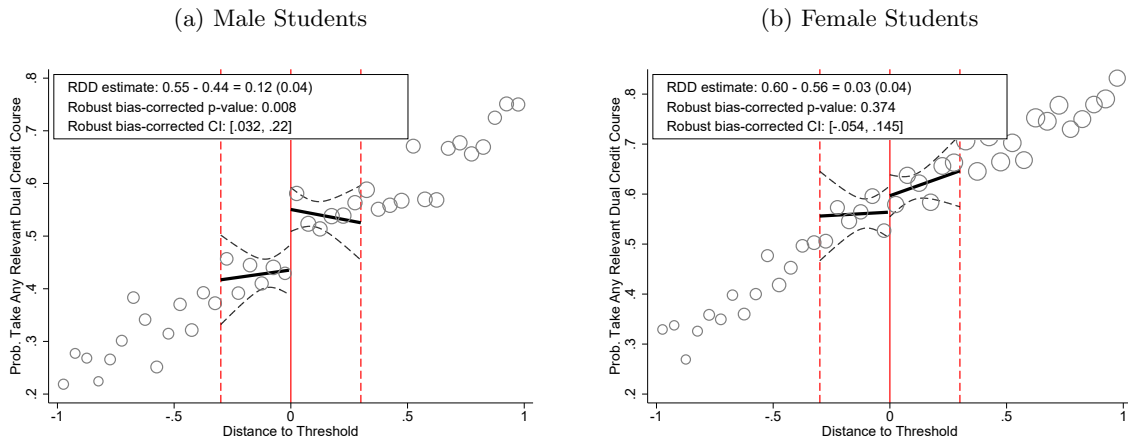 (a) Male Students
RDD estimate: 0.55 - 0.44 = 0.12 (0.04)
Robust bias-corrected p-value: 0.008
Robust bias-corrected CI: [.032, .22]
Prob. Take Any Relevant Dual Credit Course
.8
.7
.6
.5
.4
.3
.2
-1
-.5
0
.5
1
Distance to Threshold
(b) Female Students
RDD estimate: 0.60 - 0.56 = 0.03 (0.04)
Robust bias-corrected p-value: 0.374
Robust bias-corrected CI: [-.054, .145]
Prob. Take Any Relevant Dual Credit Course
.8
.7
.6
.5
.4
.3
.2
-1
-.5
0
.5
1
Distance to Threshold